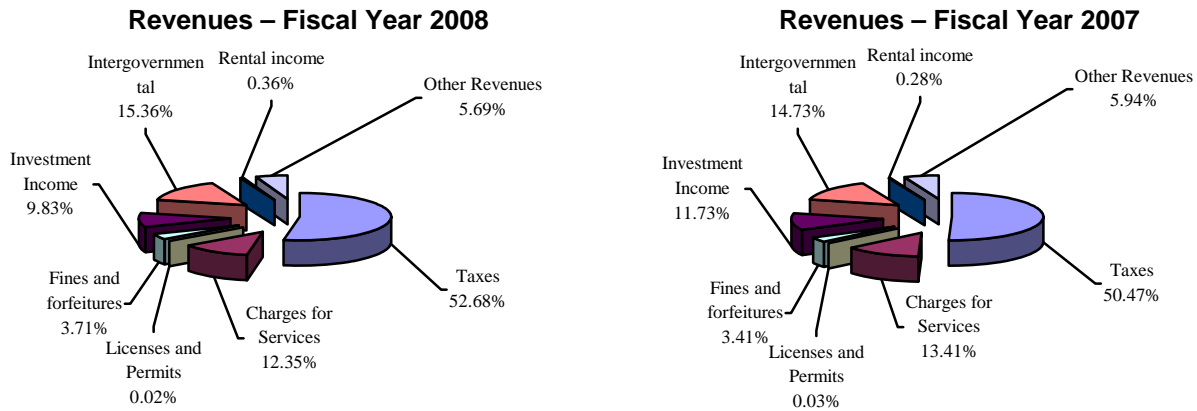 Revenues – Fiscal Year 2008
Intergovernmen
tal
15.36%
Rental income
0.36%
Other Revenues
5.69%
Investment
Income
9.83%
Fines and
forfeitures
3.71%
Licenses and
Permits
0.02%
Charges for
Services
12.35%
Taxes
52.68%
Revenues – Fiscal Year 2007
Intergovernmen
tal
14.73%
Rental income
0.28%
Other Revenues
5.94%
Investment
Income
11.73%
Fines and
forfeitures
3.41%
Licenses and
Permits
0.03%
Charges for
Services
13.41%
Taxes
50.47%